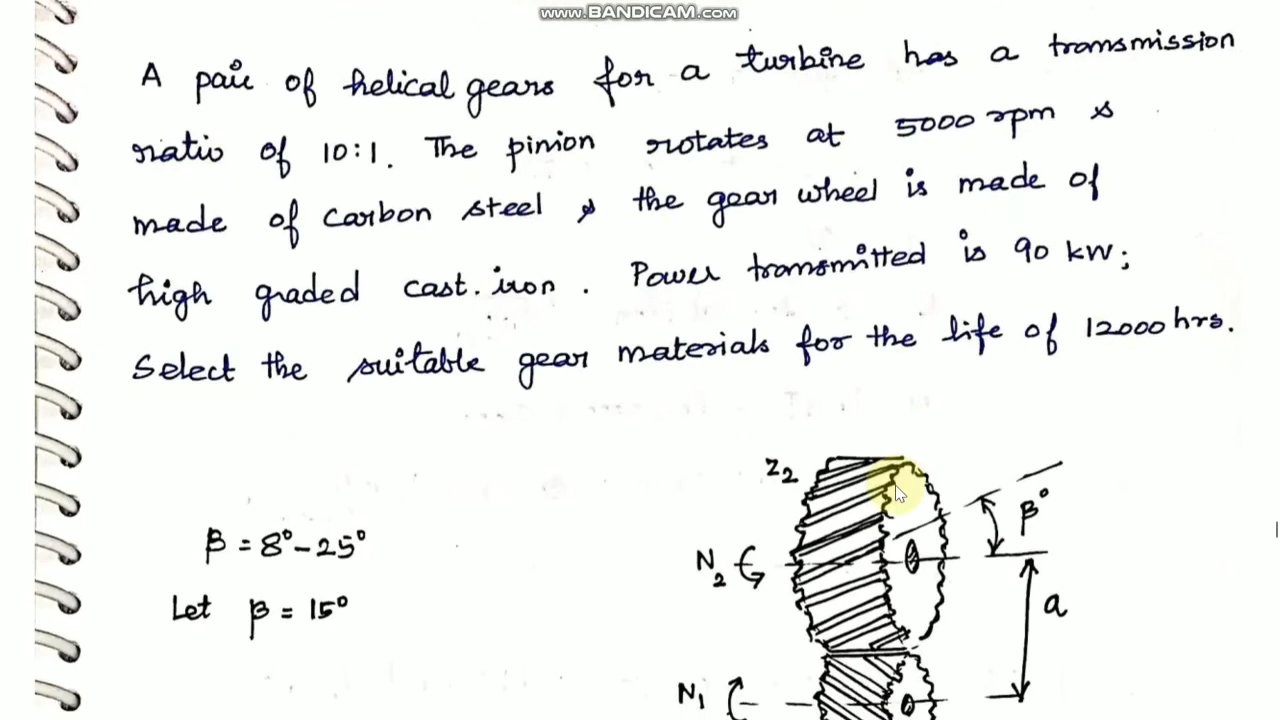 www.BANDICAM.com
A pair of helical gears for a turbine has a transmission
ratio of 10:1. The pinion rotates at 5000 rpm &
made of carbon steel & the gear wheel is made of
high graded cast.iron. Power transmitted is 90 kW;
Select the suitable gear materials for the life of 12000 hrs.
Z2
β = 8° - 25°
β°
N2
Let β = 15°
a
N1